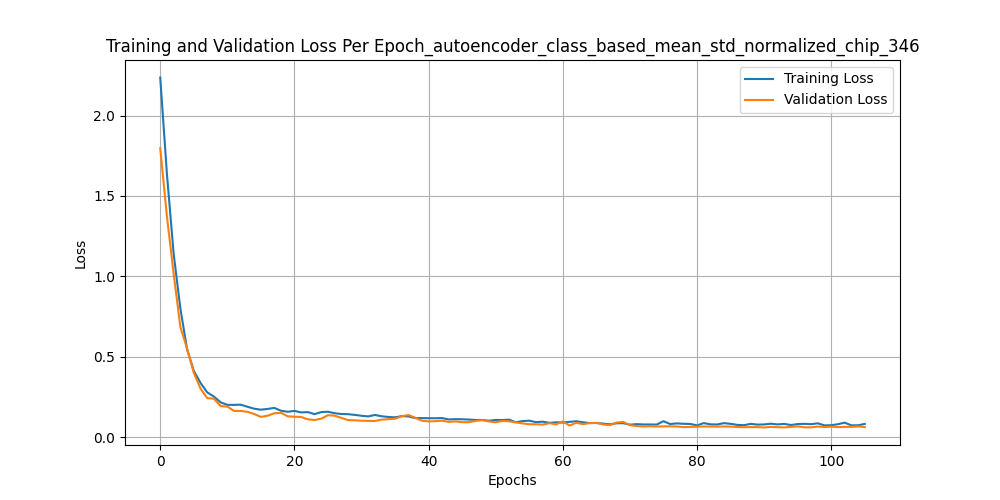 Training and Validation Loss Per Epoch_autoencoder_class_based_mean_std_normalized_chip_346
Training Loss
Validation Loss
2.0
1.5
1.0
0.5
0.0
Loss
0 20 40 60 80 100
Epochs